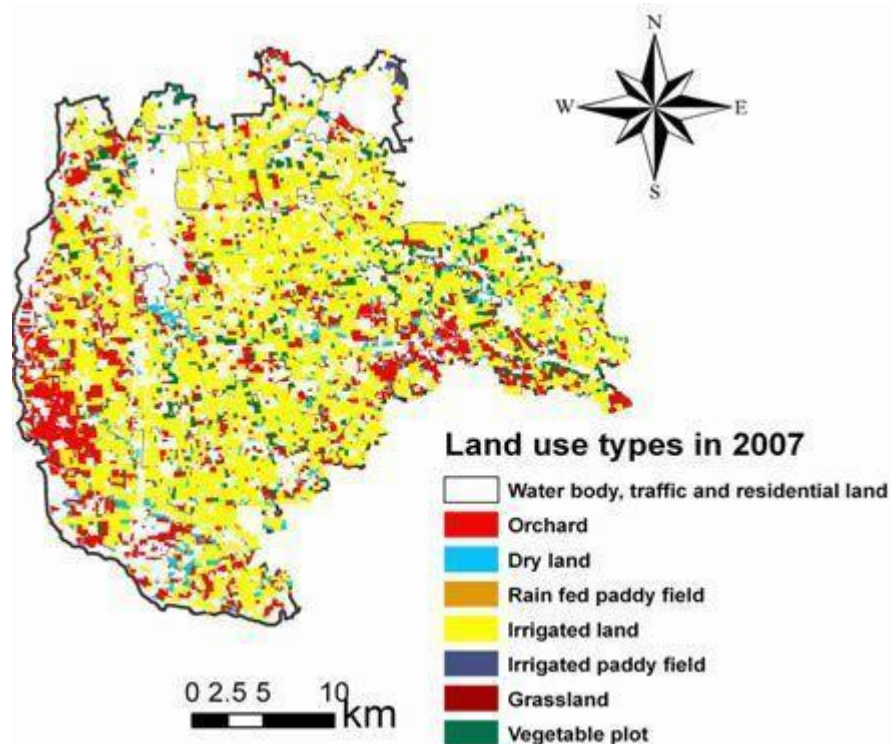 N
W E
S
Land use types in 2007
Water body, traffic and residential land
Orchard
Dry land
Rain fed paddy field
Irrigated land
Irrigated paddy field
Grassland
Vegetable plot
0 2.5 5 10
km